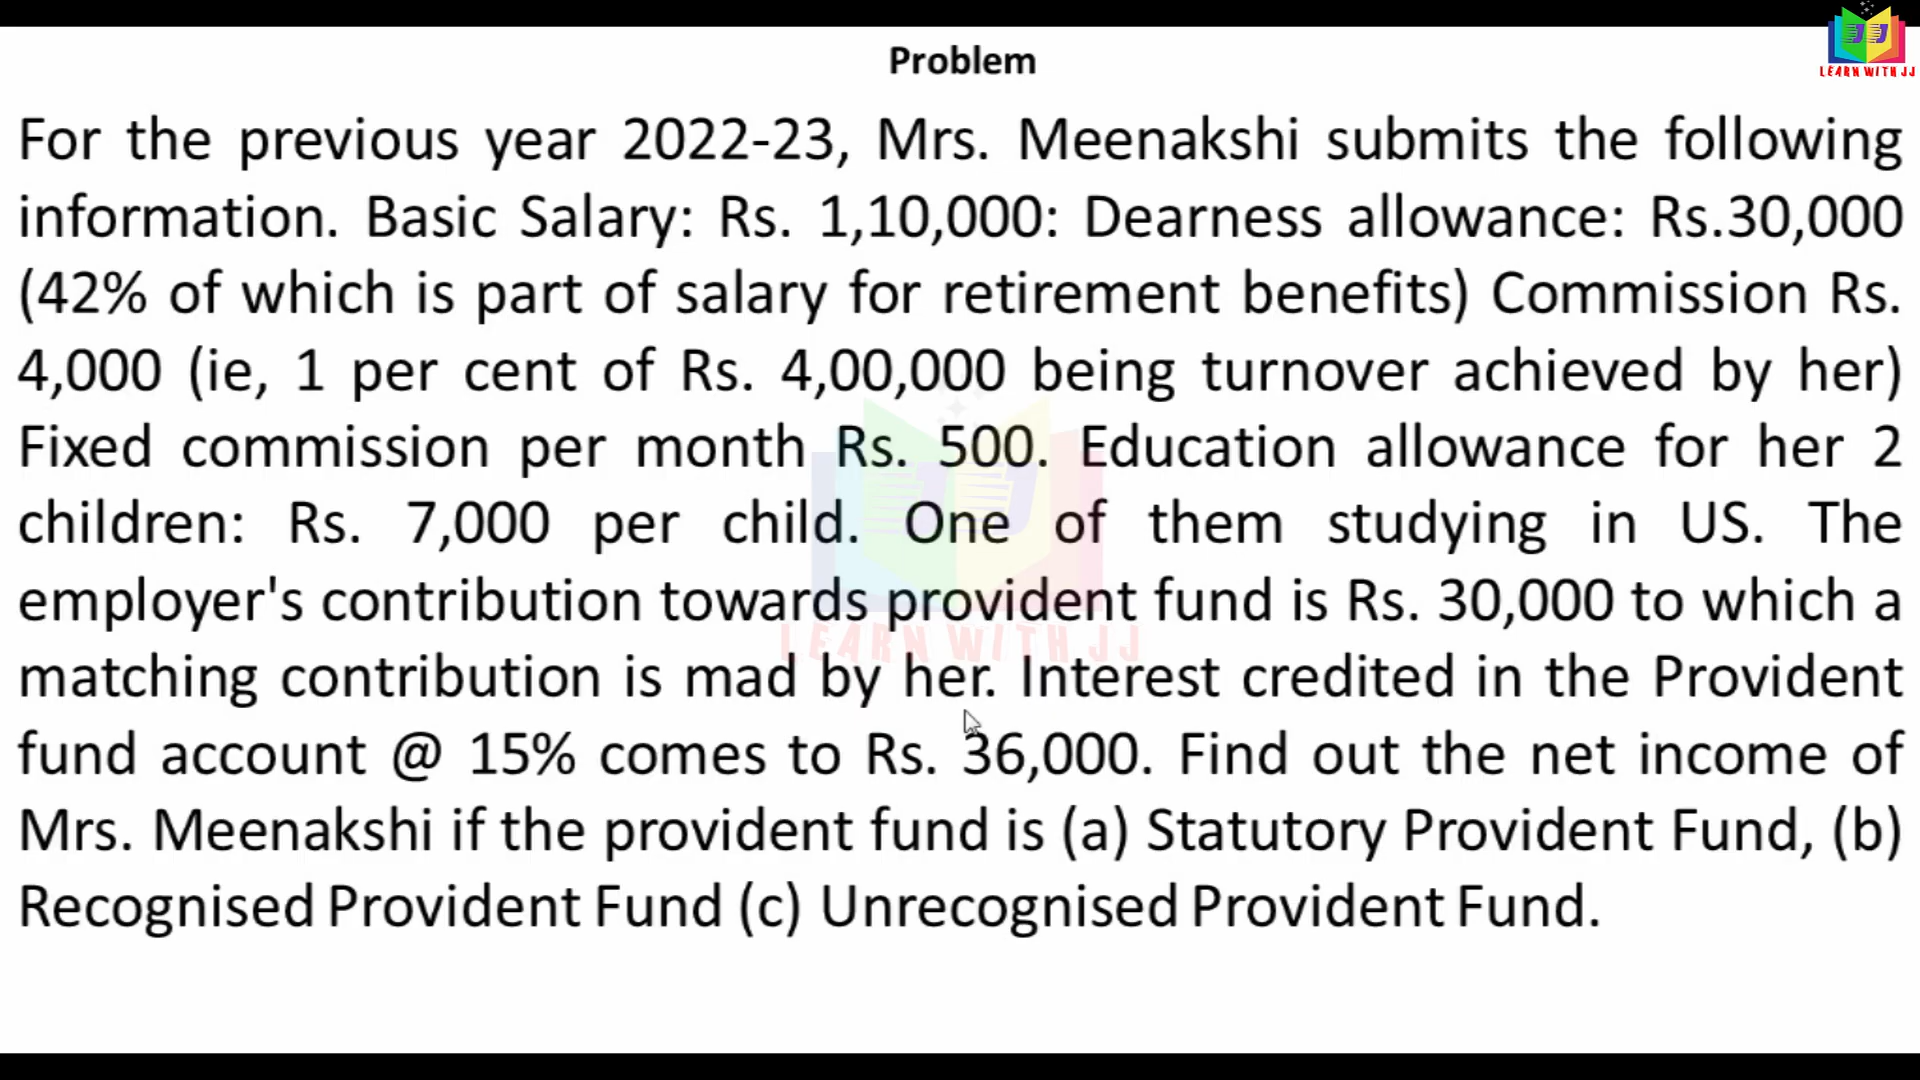 Problem
LEARN WITH JJ
For the previous year 2022-23, Mrs. Meenakshi submits the following
information. Basic Salary: Rs. 1,10,000: Dearness allowance: Rs.30,000
(42% of which is part of salary for retirement benefits) Commission Rs.
4,000 (ie, 1 per cent of Rs. 4,00,000 being turnover achieved by her)
Fixed commission per month Rs. 500. Education allowance for her 2
children: Rs. 7,000 per child. One of them studying in US. The
employer's contribution towards provident fund is Rs. 30,000 to which a
LEARN WITH JJ
matching contribution is mad by her. Interest credited in the Provident
fund account @ 15% comes to Rs. 36,000. Find out the net income of
Mrs. Meenakshi if the provident fund is (a) Statutory Provident Fund, (b)
Recognised Provident Fund (c) Unrecognised Provident Fund.